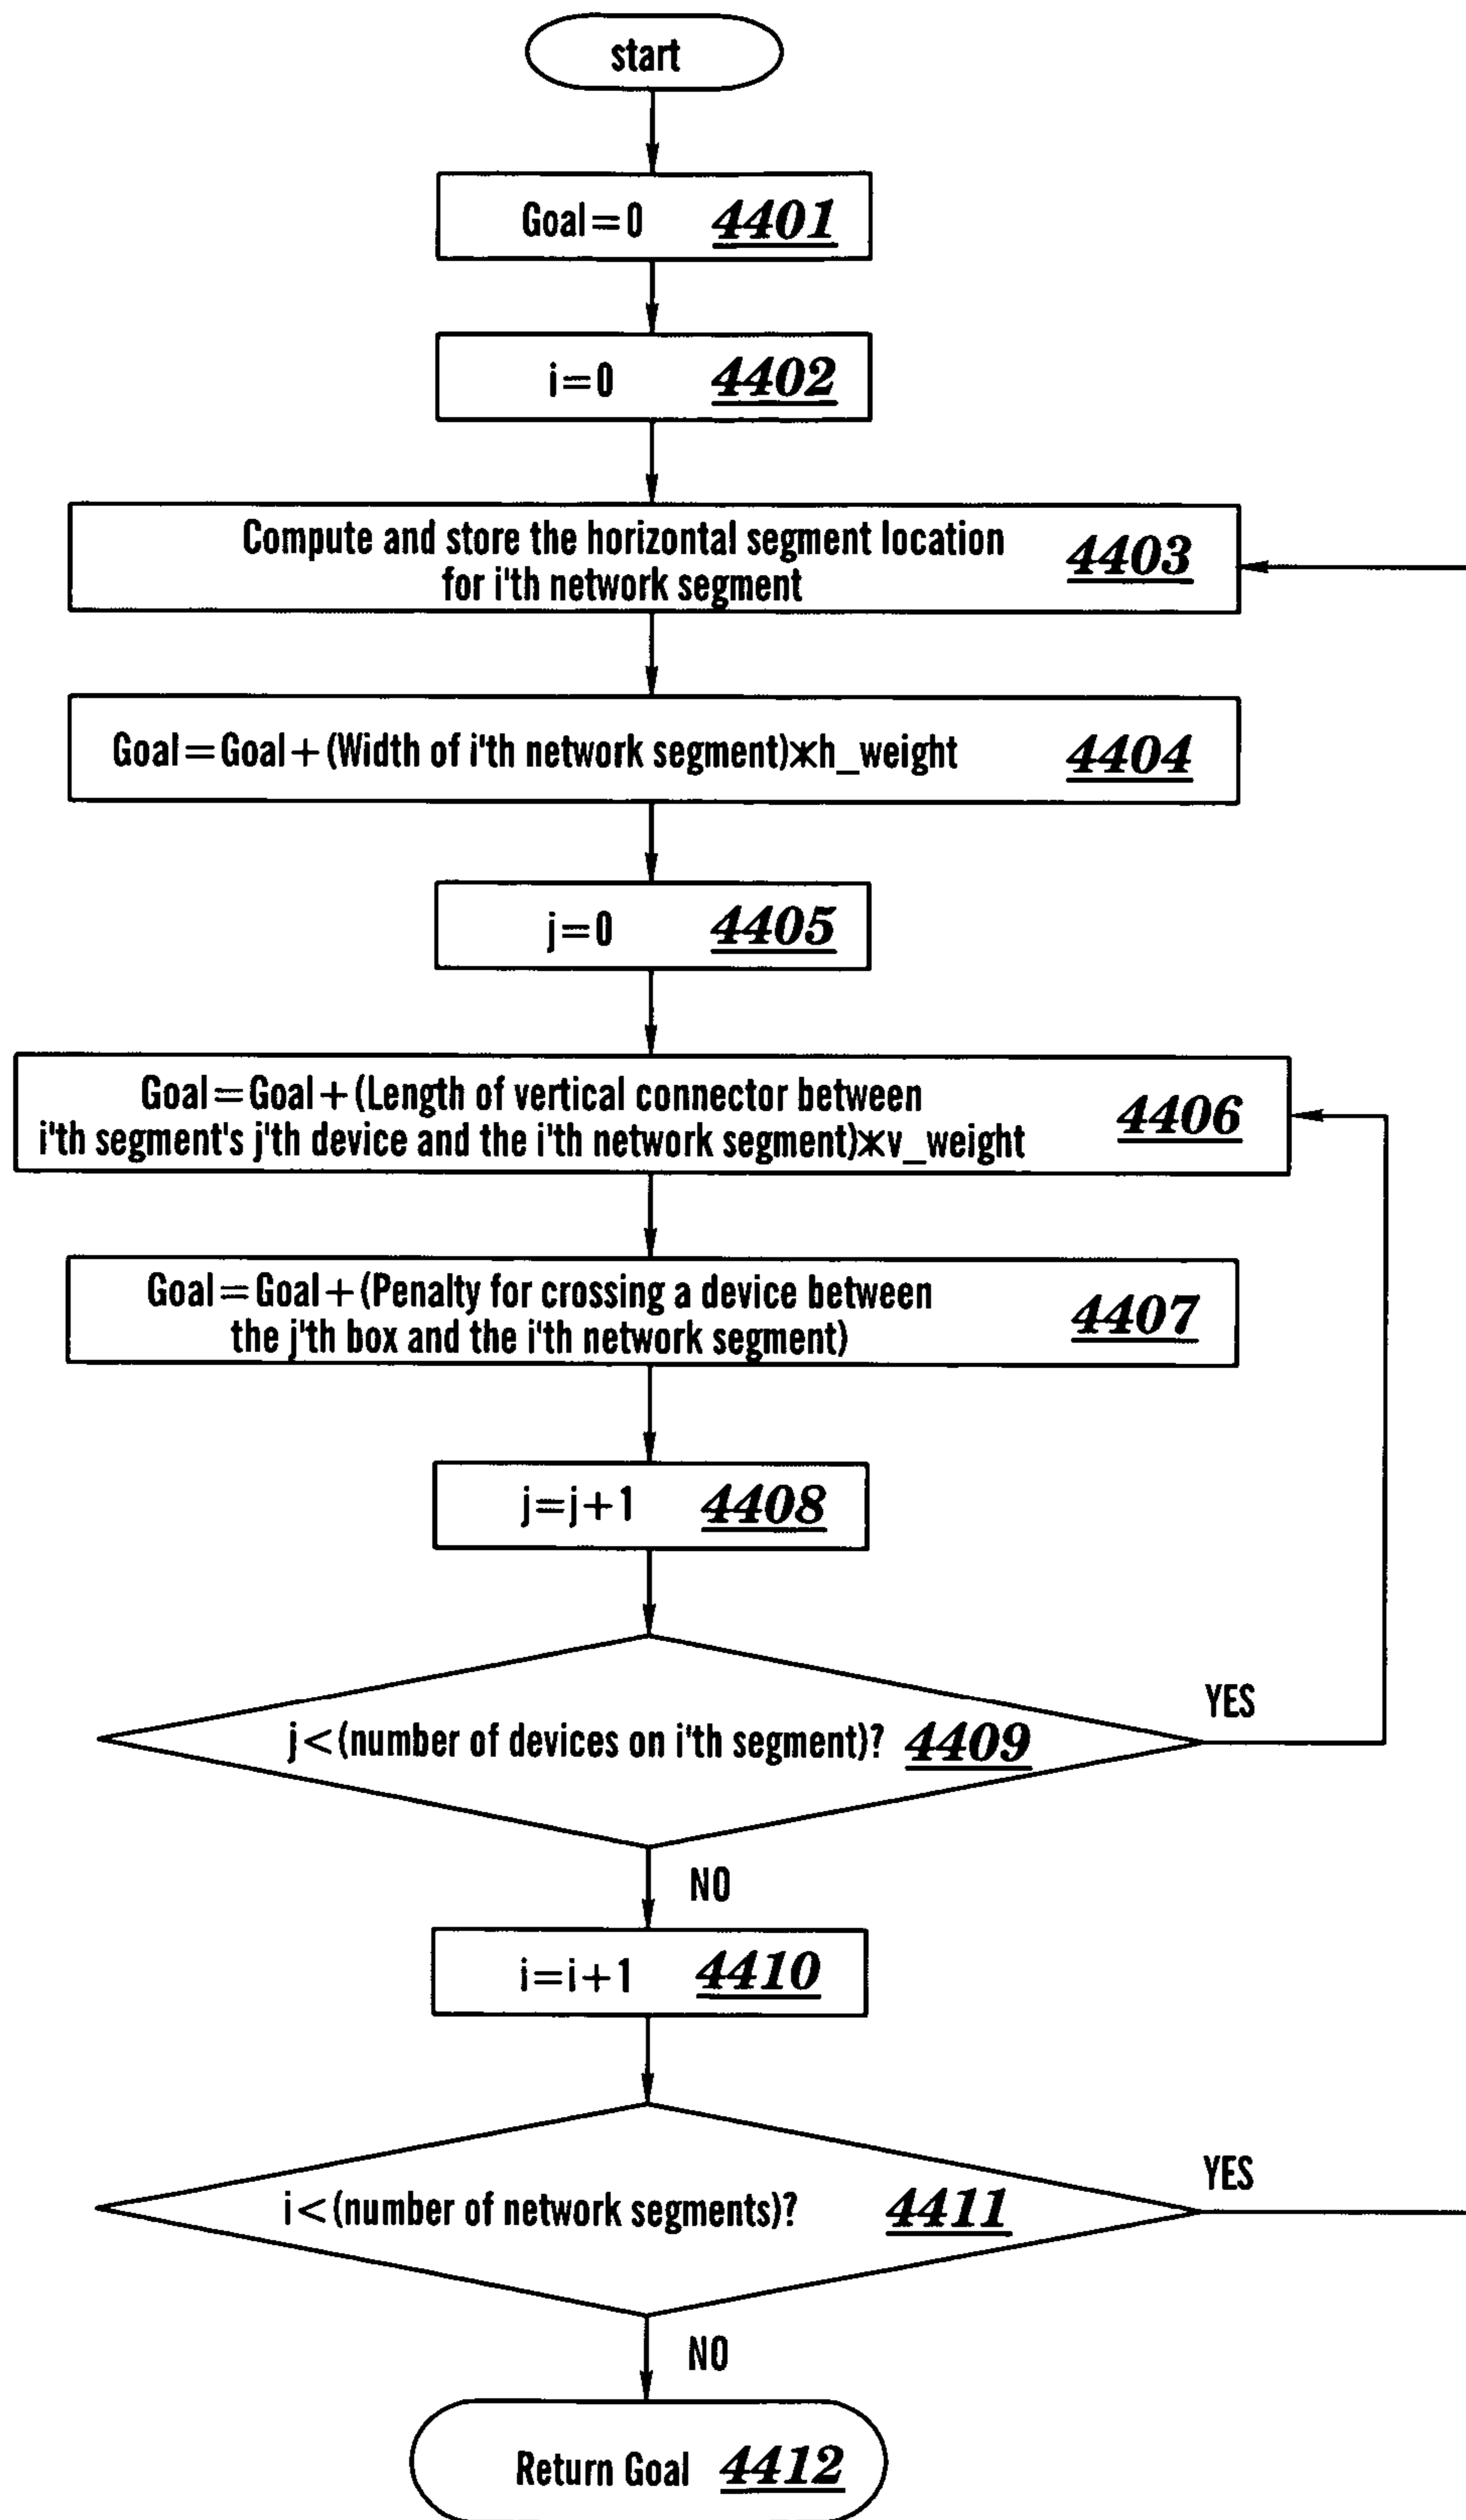 start
Goal=0 4401
i=0 4402
Compute and store the horizontal segment location
for i'th network segment 4403
Goal=Goal+(Width of i'th network segment)*h_weight 4404
j=0 4405
Goal=Goal+(Length of vertical connector between
i'th segment's j'th device and the i'th network segment)*v_weight 4406
Goal=Goal+(Penalty for crossing a device between
the j'th box and the i'th network segment) 4407
j=j+1 4408
j<(number of devices on i'th segment)? 4409
YES
NO
i=i+1 4410
i<(number of network segments)? 4411
YES
NO
Return Goal 4412